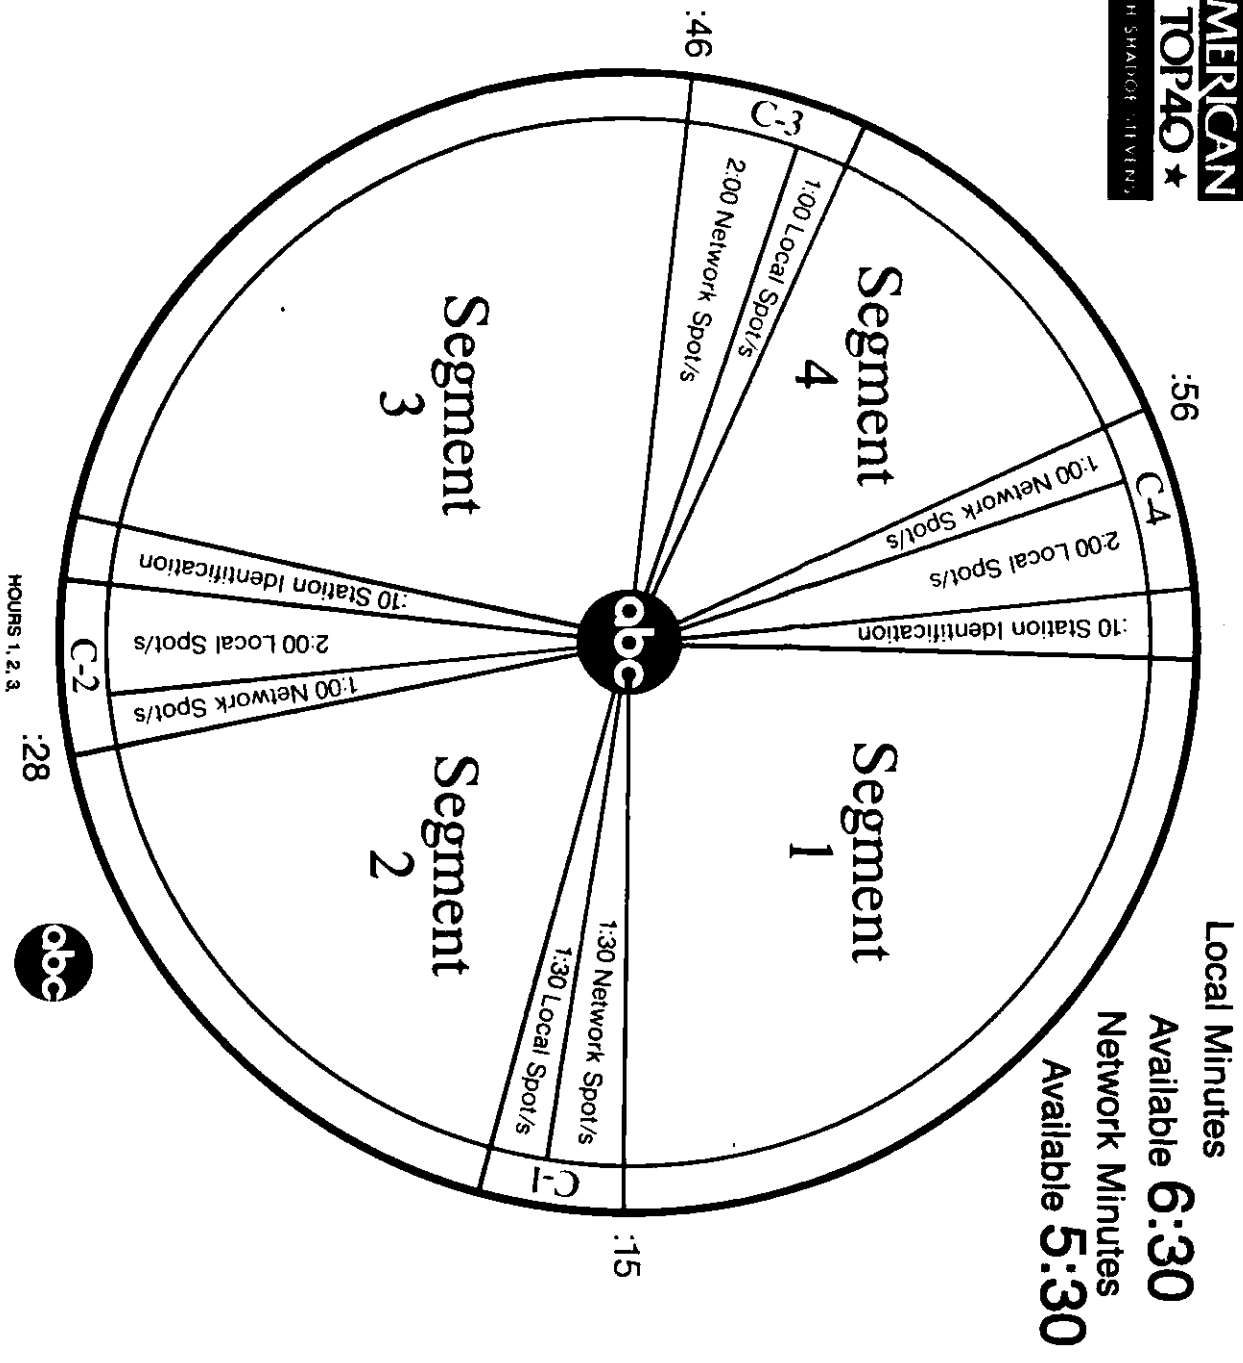 MERICAN
TOP40 ★
H SHADOE STEVENS
Local Minutes
Available 6:30
Network Minutes
Available 5:30
:56
C-4
1:00 Network Spot/s
2:00 Local Spot/s
:10 Station Identification
Segment
1
:15
C-1
1:30 Network Spot/s
1:30 Local Spot/s
Segment
2
:28
C-2
1:00 Network Spot/s
2:00 Local Spot/s
:10 Station Identification
Segment
3
:46
C-3
2:00 Network Spot/s
1:00 Local Spot/s
Segment
4
abc
HOURS 1, 2, 3.
abc